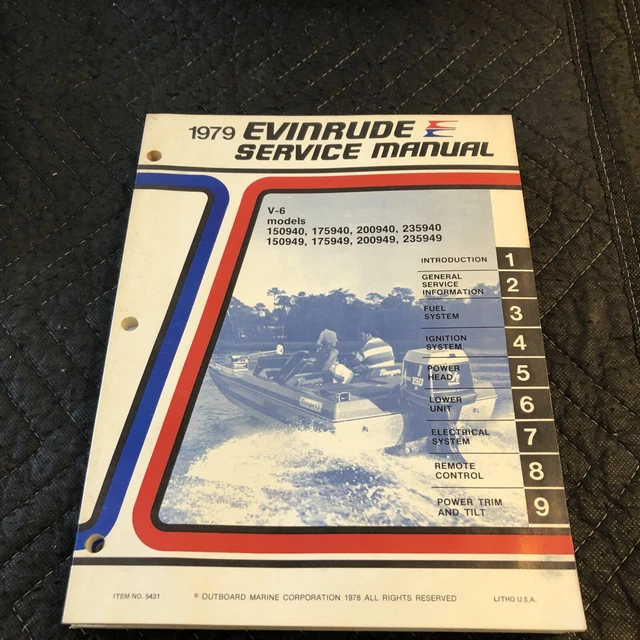 1979 EVINRUDE
SERVICE MANUAL
V-6
models
150940, 175940, 200940, 235940
150949, 175949, 200949, 235949
INTRODUCTION 1
GENERAL
SERVICE
INFORMATION 2
FUEL
SYSTEM 3
IGNITION
SYSTEM 4
POWER
HEAD 5
LOWER
UNIT 6
ELECTRICAL
SYSTEM 7
REMOTE
CONTROL 8
POWER TRIM
AND TILT 9
150
ITEM NO. 5431
© OUTBOARD MARINE CORPORATION 1978 ALL RIGHTS RESERVED
LITHO U.S.A.